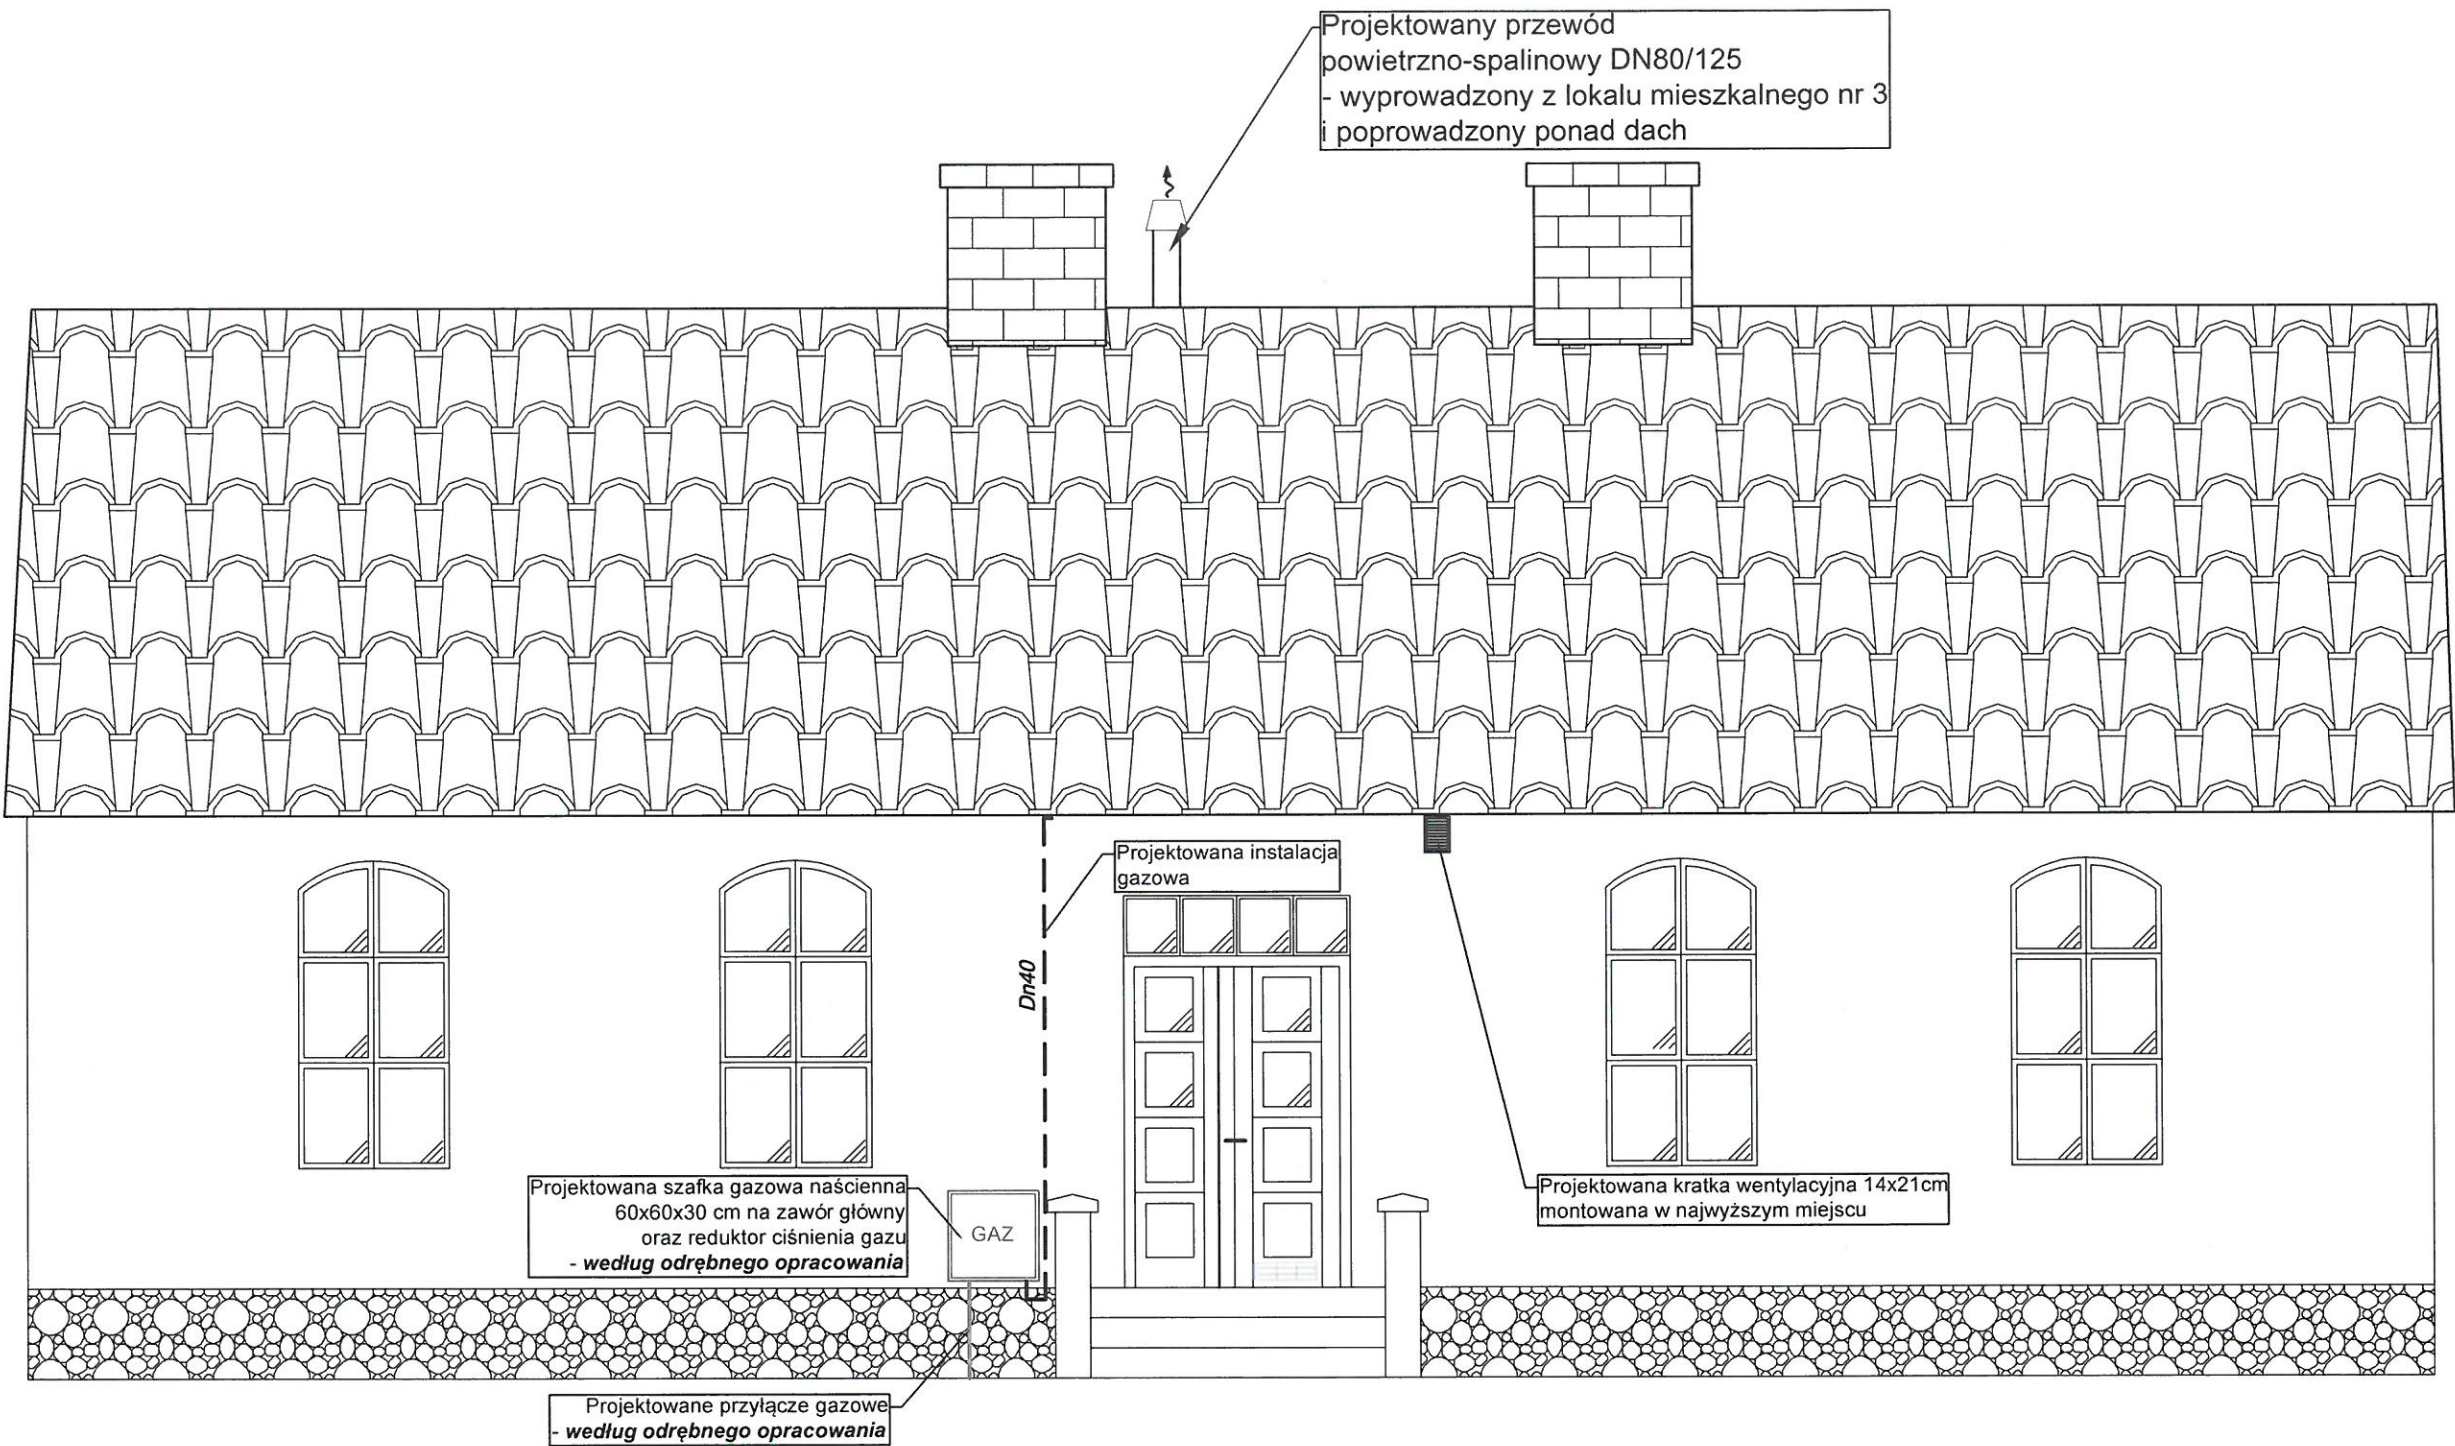 Projektowany przewód
powietrzno-spalinowy DN80/125
- wyprowadzony z lokalu mieszkalnego nr 3
i poprowadzony ponad dach
Projektowana instalacja
gazowa
Dn40
Projektowana szafka gazowa naścienna
60x60x30 cm na zawór główny
oraz reduktor ciśnienia gazu
- według odrębnego opracowania
GAZ
Projektowana kratka wentylacyjna 14x21cm
montowana w najwyższym miejscu
Projektowane przyłącze gazowe
- według odrębnego opracowania